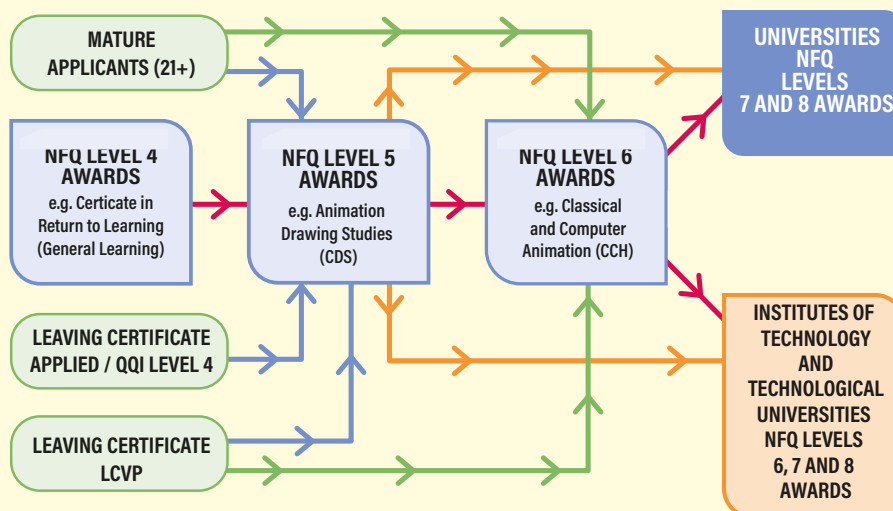 MATURE
APPLICANTS (21+)
NFQ LEVEL 4
AWARDS
e.g. Certicate in
Return to Learning
(General Learning)
NFQ LEVEL 5
AWARDS
e.g. Animation
Drawing Studies
(CDS)
NFQ LEVEL 6
AWARDS
e.g. Classical
and Computer
Animation (CCH)
UNIVERSITIES
NFQ
LEVELS
7 AND 8 AWARDS
LEAVING CERTIFICATE
APPLIED / QQI LEVEL 4
LEAVING CERTIFICATE
LCVP
INSTITUTES OF
TECHNOLOGY
AND
TECHNOLOGICAL
UNIVERSITIES
NFQ LEVELS
6, 7 AND 8
AWARDS